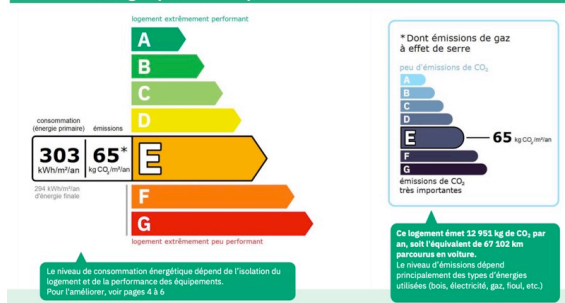 logement extrêmement performant
A
B
C
D
consommation
(énergie primaire)
émissions
303
kWh/m²/an
65*
kg CO₂/m²/an
E
294 kWh/m²/an
d'énergie finale
F
G
logement extrêmement peu performant
Le niveau de consommation énergétique dépend de l'isolation du
logement et de la performance des équipements.
Pour l'améliorer, voir pages 4 à 6
*Dont émissions de gaz
à effet de serre
peu d'émissions de CO₂
A
B
C
D
E
65 kg CO₂/m²/an
F
G
émissions de CO₂
très importantes
Ce logement émet 12 951 kg de CO₂ par
an, soit l'équivalent de 67 102 km
parcourus en voiture.
Le niveau d'émissions dépend
principalement des types d'énergies
utilisées (bois, électricité, gaz, fioul, etc.)